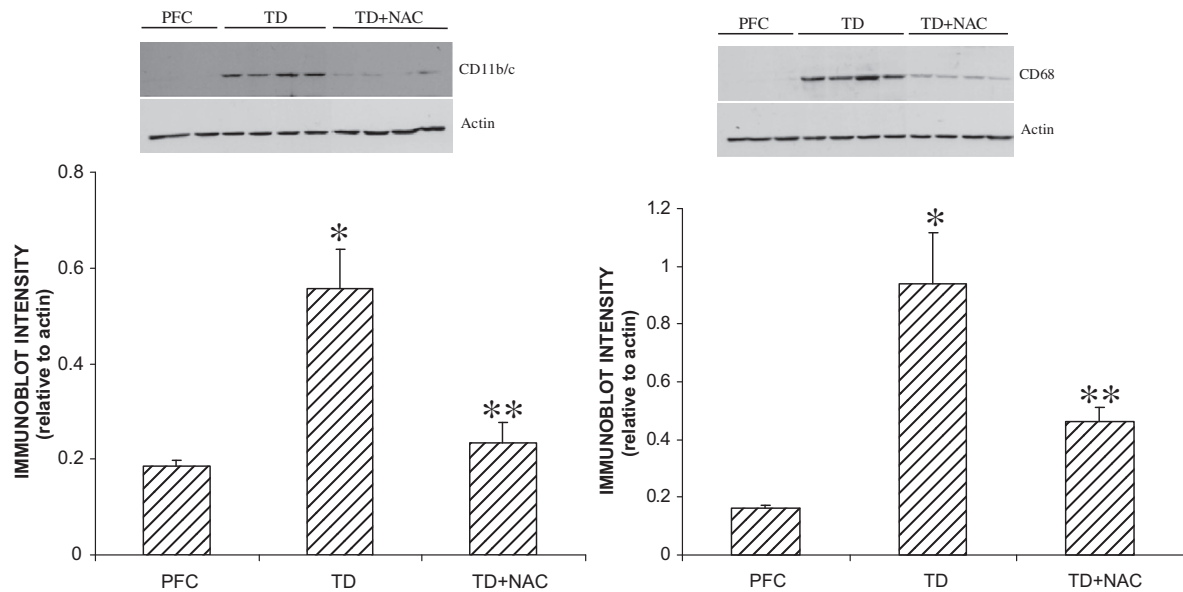 PFC TD TD+NAC
CD11b/c
Actin
0.8
0.6
0.4
0.2
0
IMMUNOBLOT INTENSITY
(relative to actin)
*
**
PFC TD TD+NAC
PFC TD TD+NAC
CD68
Actin
1.2
1
0.8
0.6
0.4
0.2
0
IMMUNOBLOT INTENSITY
(relative to actin)
*
**
PFC TD TD+NAC